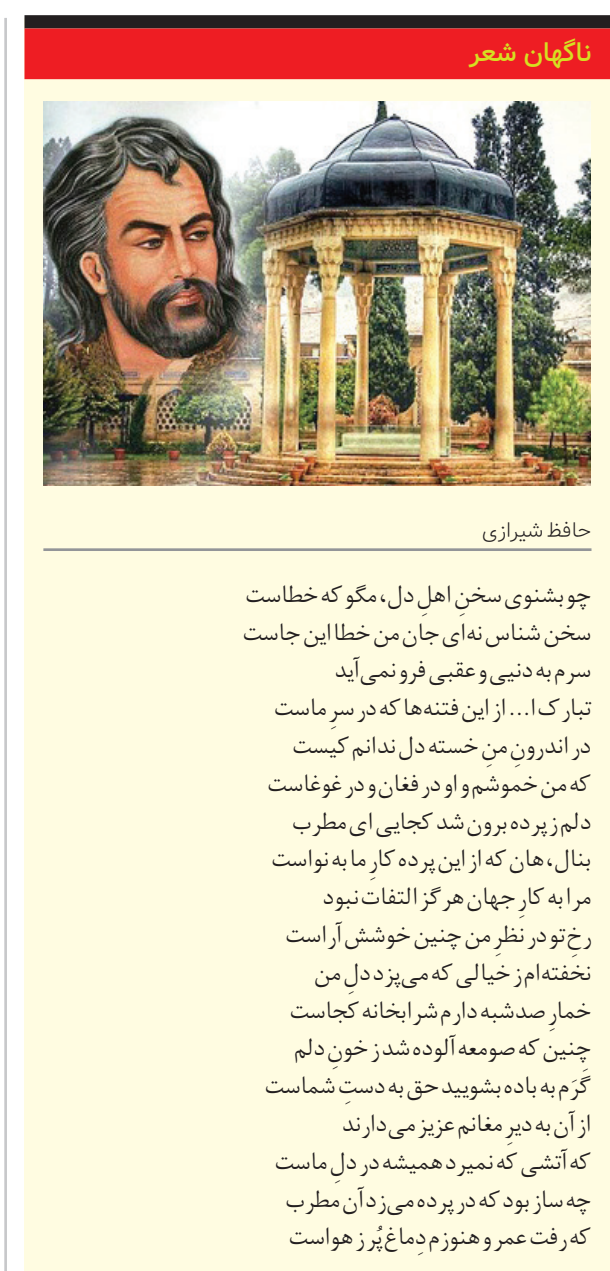 ناگهان شعر
حافظ شیرازی
چو بشنوی سخنِ اهلِ دل، مگو که خطاست
سخن شناس نه‌ای جان من خطا این جاست
سرم به دنیی و عقبی فرو نمی‌آید
تبارک ا... از این فتنه‌ها که در سرِ ماست
در اندرونِ منِ خسته دل ندانم کیست
که من خموشم و او در فغان و در غوغاست
دلم ز پرده برون شد کجایی ای مطرب
بنال، هان که از این پرده کارِ ما به نواست
مرا به کارِ جهان هرگز التفات نبود
رخِ تو در نظرِ من چنین خوشش آراست
نخفته‌ام ز خیالی که می‌پزد دلِ من
خمارِ صدشبه دارم شرابخانه کجاست
چنین که صومعه آلوده شد ز خونِ دلم
گَرَم به باده بشویید حق به دستِ شماست
از آن به دیرِ مغانم عزیز می‌دارند
که آتشی که نمیرد همیشه در دلِ ماست
چه ساز بود که در پرده می‌زد آن مطرب
که رفت عمر و هنوزم دِماغ پُر ز هواست